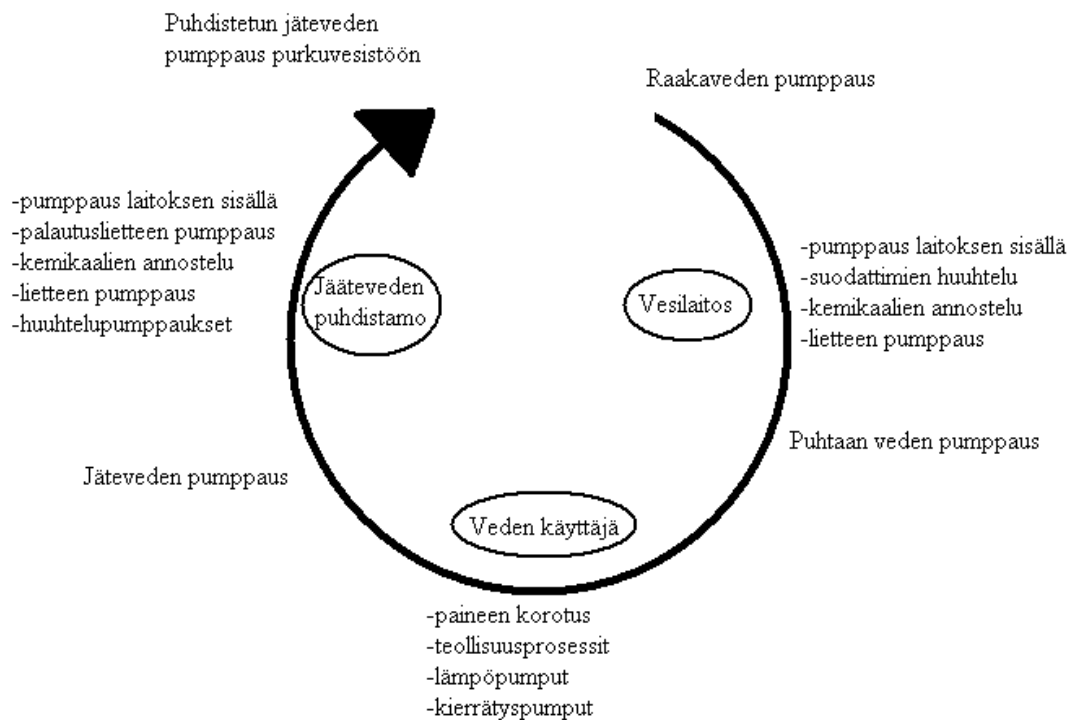 Puhdistetun jäteveden
pumppaus purkuvesistöön
Raakaveden pumppaus
-pumppaus laitoksen sisällä
-suodattimien huuhtelu
-kemikaalien annostelu
-lietteen pumppaus
Vesilaitos
Puhtaan veden pumppaus
Veden käyttäjä
-paineen korotus
-teollisuusprosessit
-lämpöpumput
-kierrätyspumput
Jäteveden pumppaus
Jääteveden
puhdistamo
-pumppaus laitoksen sisällä
-palautuslietteen pumppaus
-kemikaalien annostelu
-lietteen pumppaus
-huuhtelupumppaukset